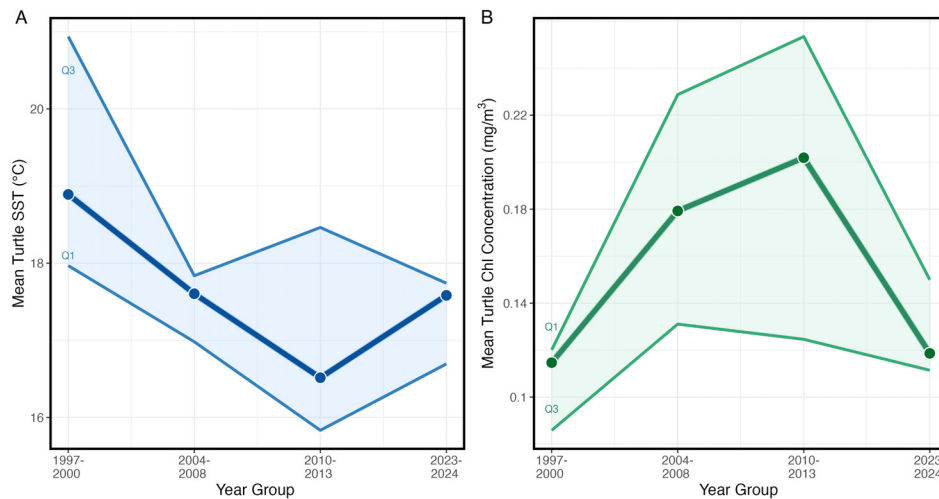 A
Mean Turtle SST (°C)
20
18
16
Q3
Q1
1997-
2000
2004-
2008
2010-
2013
2023-
2024
Year Group
B
Mean Turtle Chl Concentration (mg/m³)
0.22
0.18
0.14
0.1
Q1
Q3
1997-
2000
2004-
2008
2010-
2013
2023-
2024
Year Group